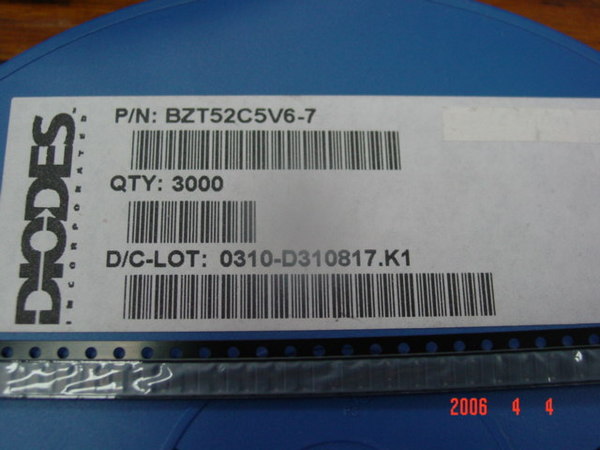 DIODES
INCORPORATED
P/N: BZT52C5V6-7
QTY: 3000
D/C-LOT: 0310-D310817.K1
2006 4 4